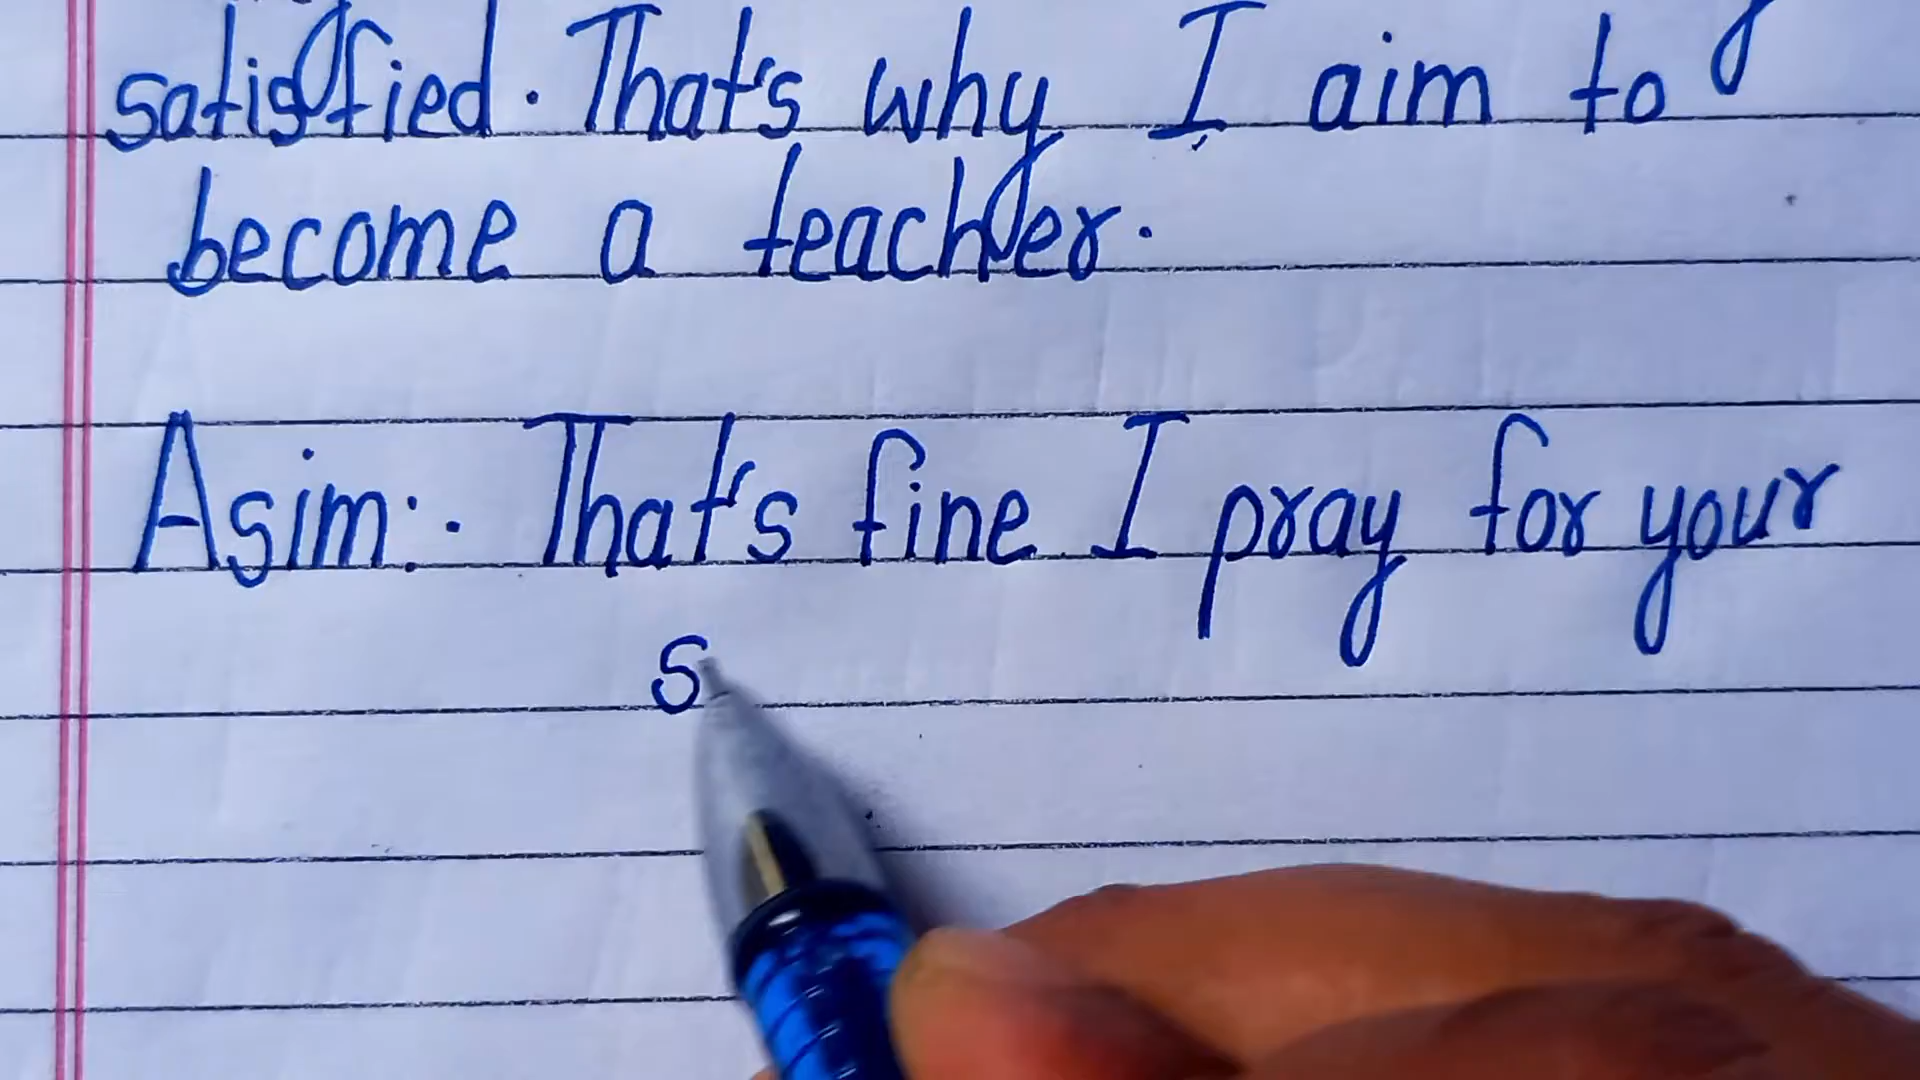 satisfied. That's why I aim to
become a teacher.
Asim:. That's fine I pray for your
s